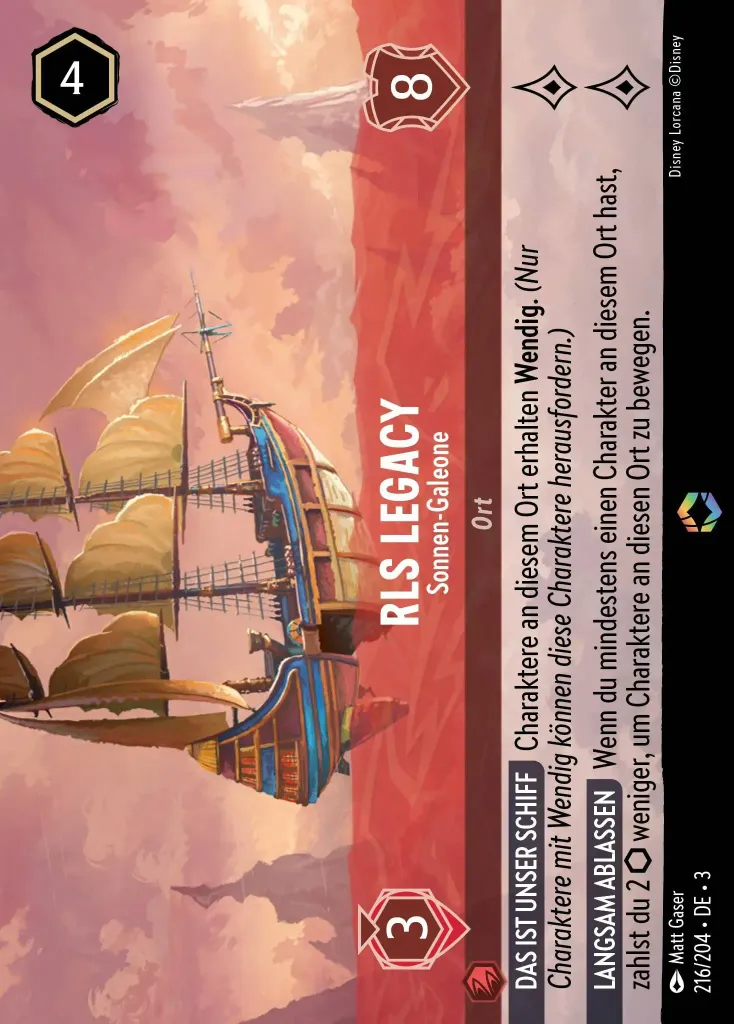 4
3
8
RLS LEGACY
Sonnen-Galeone
Ort
DAS IST UNSER SCHIFF Charaktere an diesem Ort erhalten Wendig. (Nur
Charaktere mit Wendig können diese Charaktere herausfordern.)
LANGSAM ABLASSEN Wenn du mindestens einen Charakter an diesem Ort hast,
zahlst du 2 ⬡ weniger, um Charaktere an diesen Ort zu bewegen.
Matt Gaser
216/204 • DE • 3
Disney Lorcana ©Disney